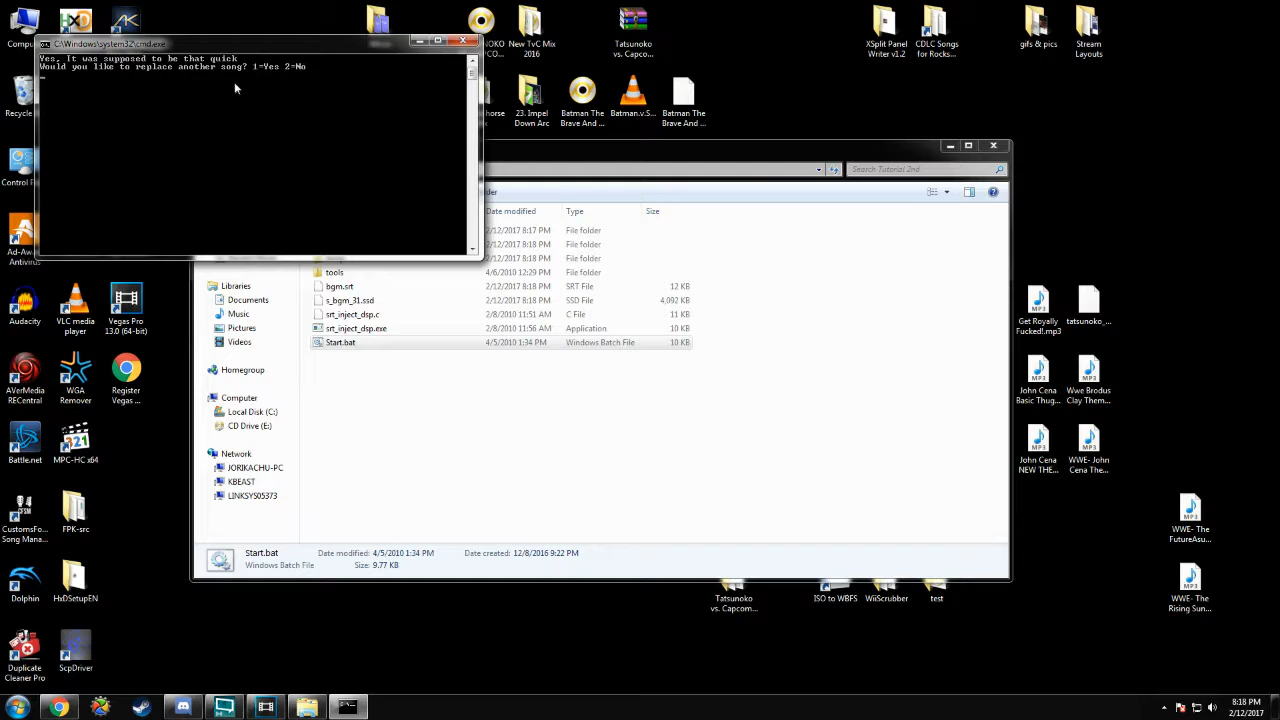 C:\Windows\system32\cmd.exe
Yes, It was supposed to be that quick
Would you like to replace another song? 1=Yes 2=No
New TvC Mix 2016
Tatsunoko vs. Capco...
XSplit Panel Writer v1.2
CDLC Songs for Rocks...
gifs & pics
Stream Layouts
23. Impel Down Arc
Batman The Brave And ...
Batman.v.S...
Batman The Brave And ...
Recycle
Control P
Ad-Awa Antivirus
Search Tutorial 2nd
Date modified
Type
Size
2/12/2017 8:17 PM File folder
2/12/2017 8:18 PM File folder
2/12/2017 8:18 PM File folder
tools 4/6/2010 12:29 PM File folder
bgm.srt 2/12/2017 8:18 PM SRT File 12 KB
s_bgm_31.ssd 2/12/2017 8:18 PM SSD File 4,092 KB
srt_inject_dsp.c 2/8/2010 11:51 AM C File 11 KB
srt_inject_dsp.exe 2/8/2010 11:56 AM Application 10 KB
Start.bat 4/5/2010 1:34 PM Windows Batch File 10 KB
Libraries
Documents
Music
Pictures
Videos
Homegroup
Computer
Local Disk (C:)
CD Drive (E:)
Network
JORIKACHU-PC
KBEAST
LINKSYS05373
Start.bat Date modified: 4/5/2010 1:34 PM Date created: 12/8/2016 9:22 PM
Windows Batch File Size: 9.77 KB
Audacity
VLC media player
Vegas Pro 13.0 (64-bit)
AVerMedia RECentral
WGA Remover
Register Vegas ...
Battle.net
MPC-HC x64
CustomsFo... Song Mana...
FPK-src
Dolphin
HxDSetupEN
Duplicate Cleaner Pro
ScpDriver
Get Royally Fucked!.mp3
tatsunoko_...
John Cena Basic Thug...
Wwe Brodus Clay Them...
John Cena NEW THE...
WWE- John Cena The...
WWE- The FutureAsu...
WWE- The Rising Sun...
Tatsunoko vs. Capcom...
ISO to WBFS
WiiScrubber
test
8:18 PM
2/12/2017